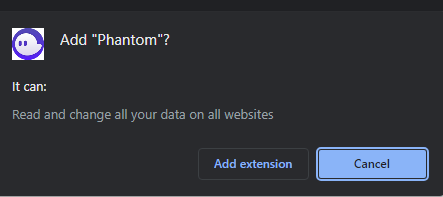 Add "Phantom"?
It can:
Read and change all your data on all websites
Add extension
Cancel